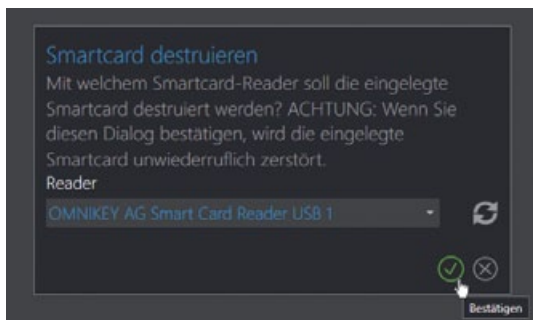 Smartcard destruieren
Mit welchem Smartcard-Reader soll die eingelegte
Smartcard destruiert werden? ACHTUNG: Wenn Sie
diesen Dialog bestätigen, wird die eingelegte
Smartcard unwiederruflich zerstört.
Reader
OMNIKEY AG Smart Card Reader USB 1
Bestätigen